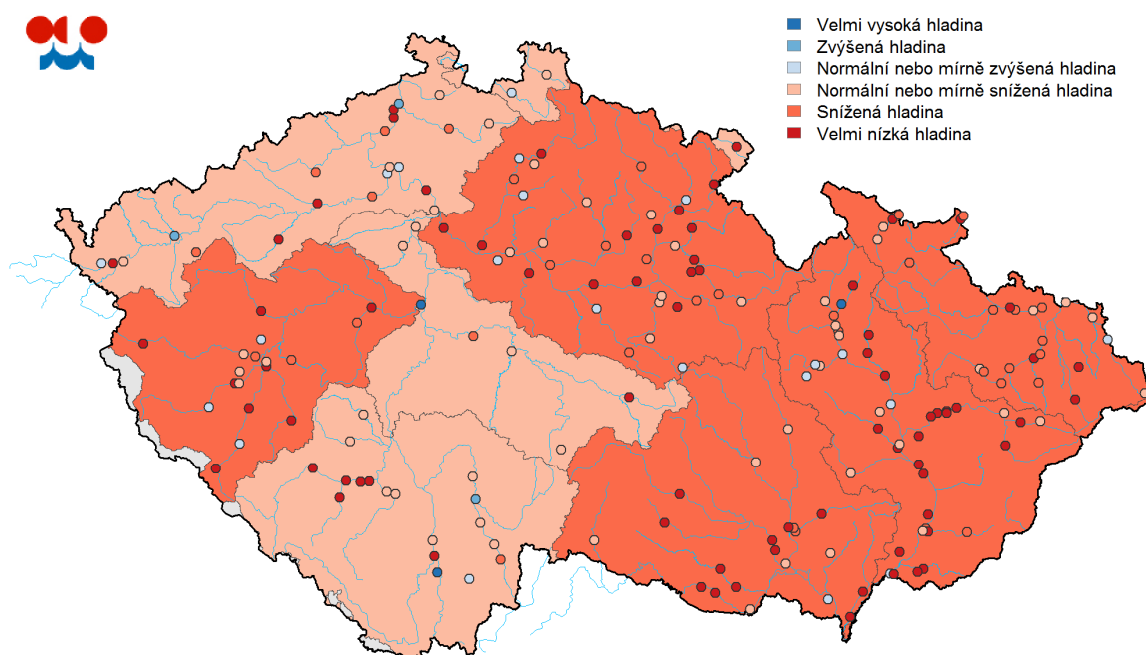 Velmi vysoká hladina
Zvýšená hladina
Normální nebo mírně zvýšená hladina
Normální nebo mírně snížená hladina
Snížená hladina
Velmi nízká hladina